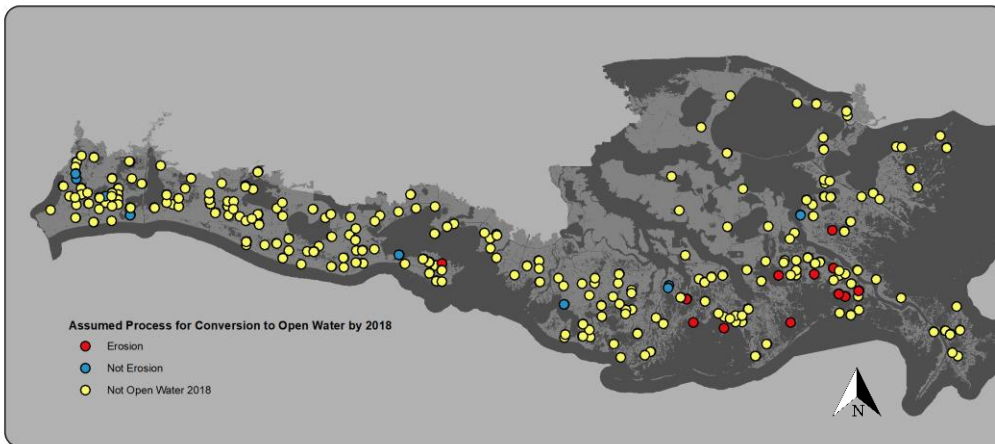 Assumed Process for Conversion to Open Water by 2018
Erosion
Not Erosion
Not Open Water 2018
N